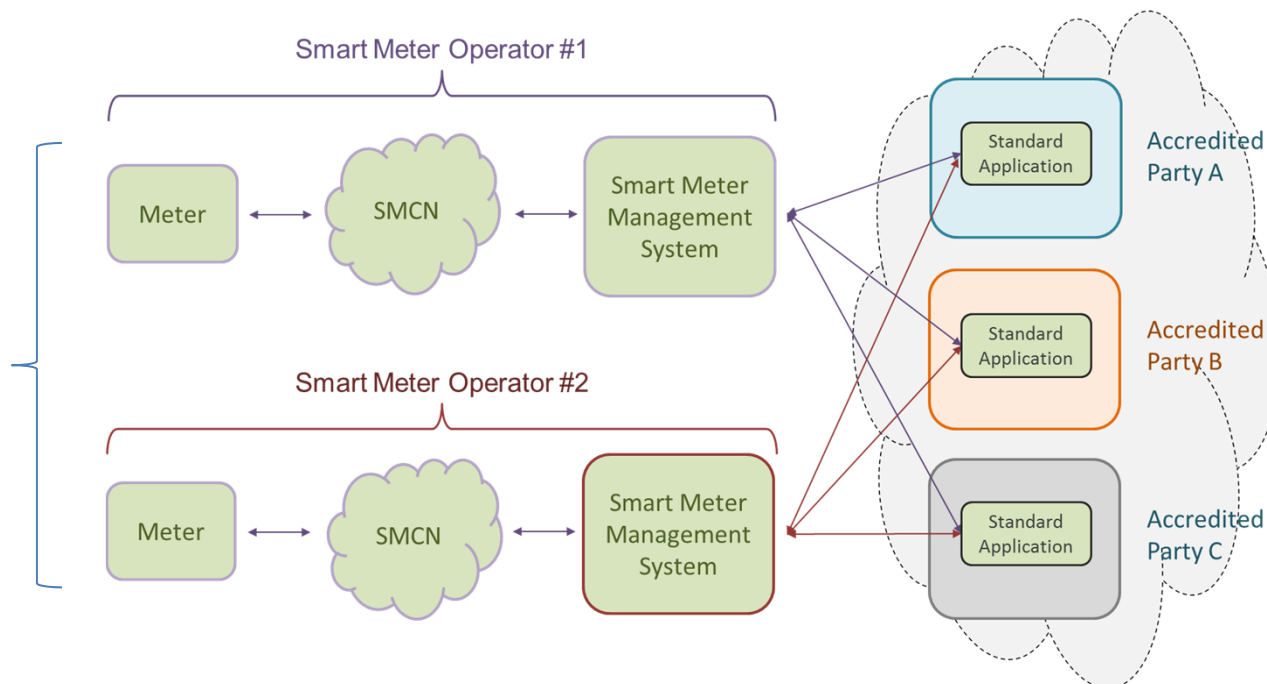 Smart Meter Operator #1
Meter
SMCN
Smart Meter
Management
System
Standard
Application
Accredited
Party A
Standard
Application
Accredited
Party B
Smart Meter Operator #2
Meter
SMCN
Smart Meter
Management
System
Standard
Application
Accredited
Party C